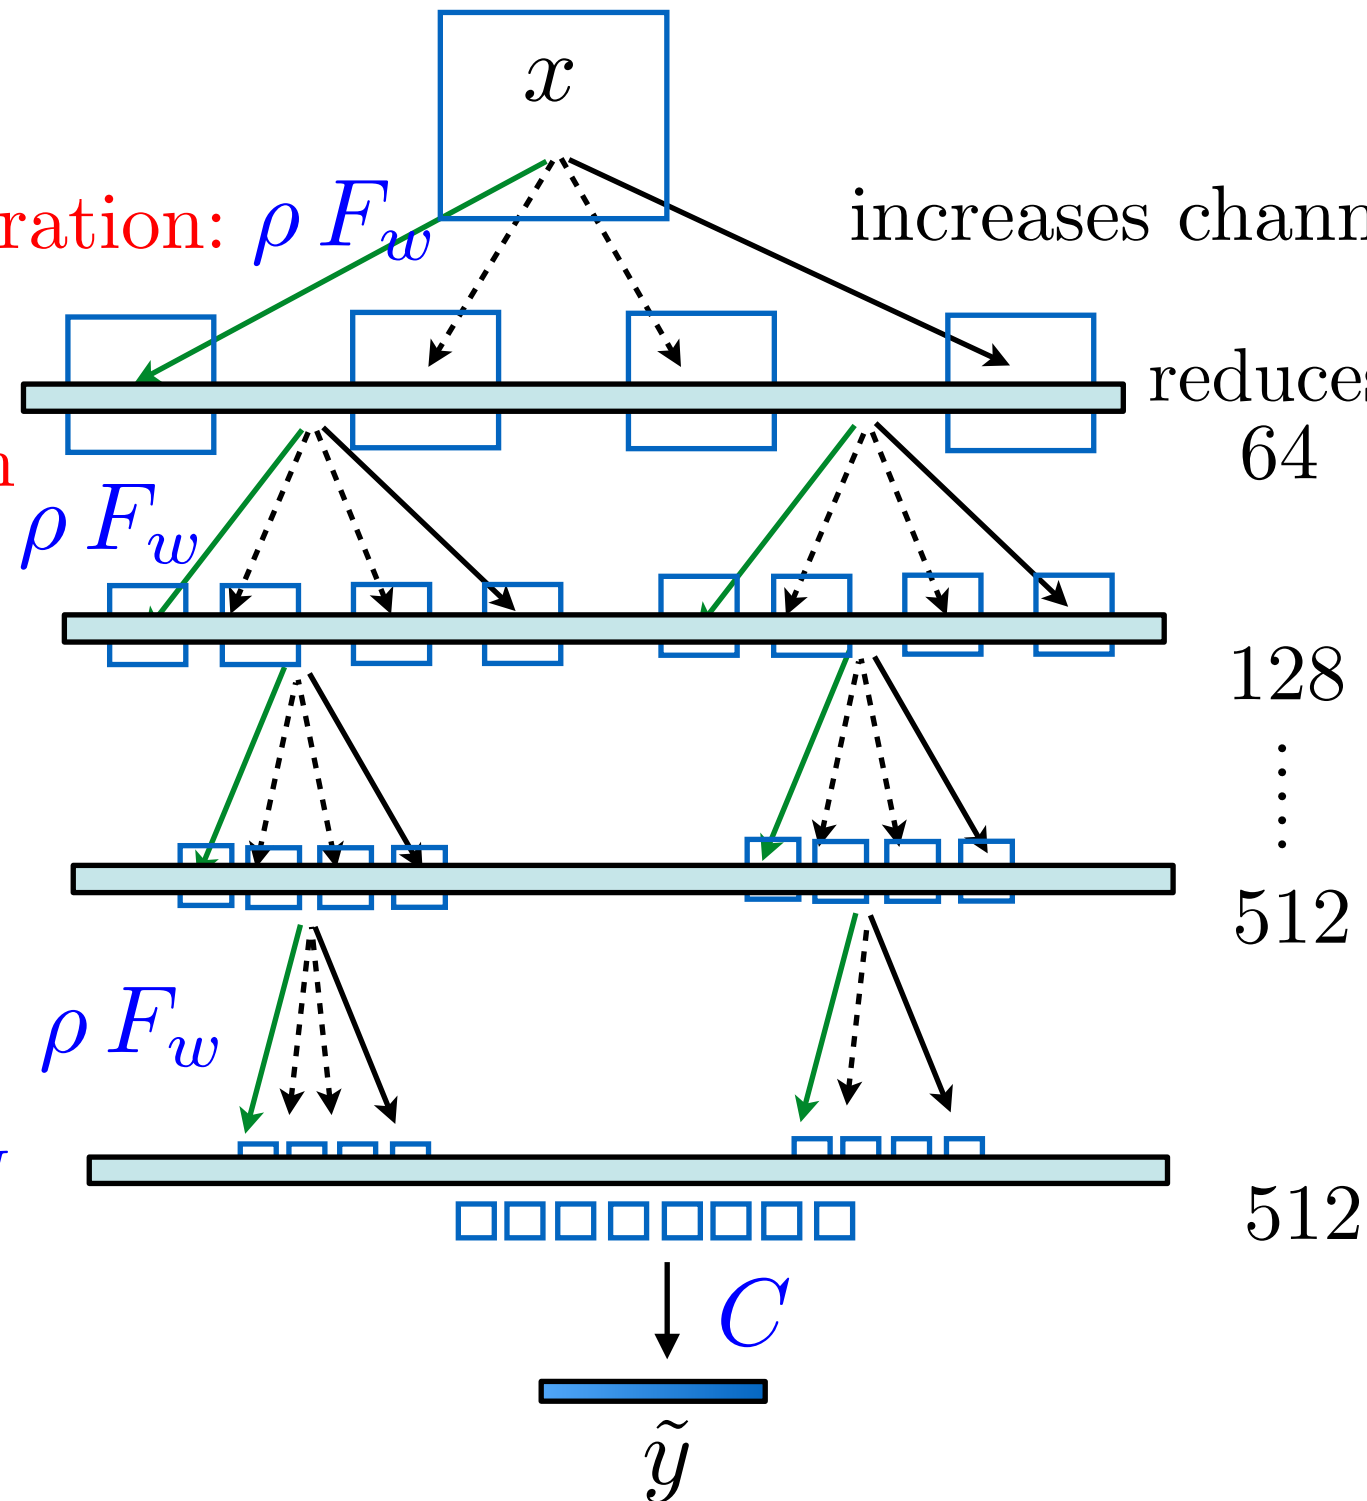 x
ration: ρ F_w
increases chann
reduces
64
n
ρ F_w
128
512
ρ F_w
512
C
ỹ